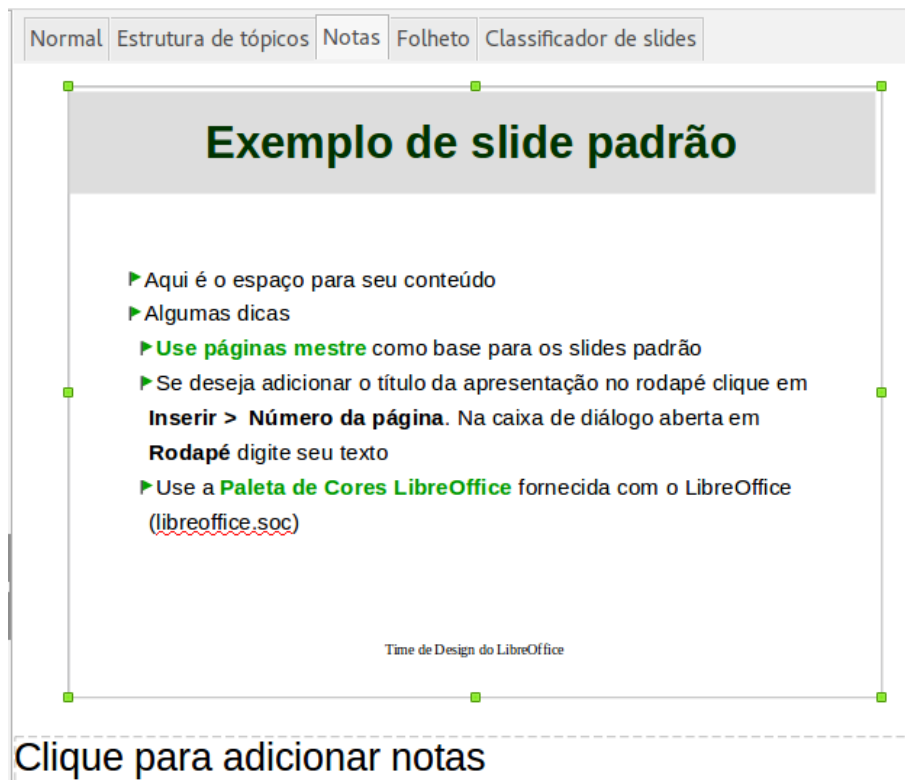 Normal Estrutura de tópicos Notas Folheto Classificador de slides
Exemplo de slide padrão
Aqui é o espaço para seu conteúdo
Algumas dicas
Use páginas mestre como base para os slides padrão
Se deseja adicionar o título da apresentação no rodapé clique em
Inserir > Número da página. Na caixa de diálogo aberta em
Rodapé digite seu texto
Use a Paleta de Cores LibreOffice fornecida com o LibreOffice
(libreoffice.soc)
Time de Design do LibreOffice
Clique para adicionar notas